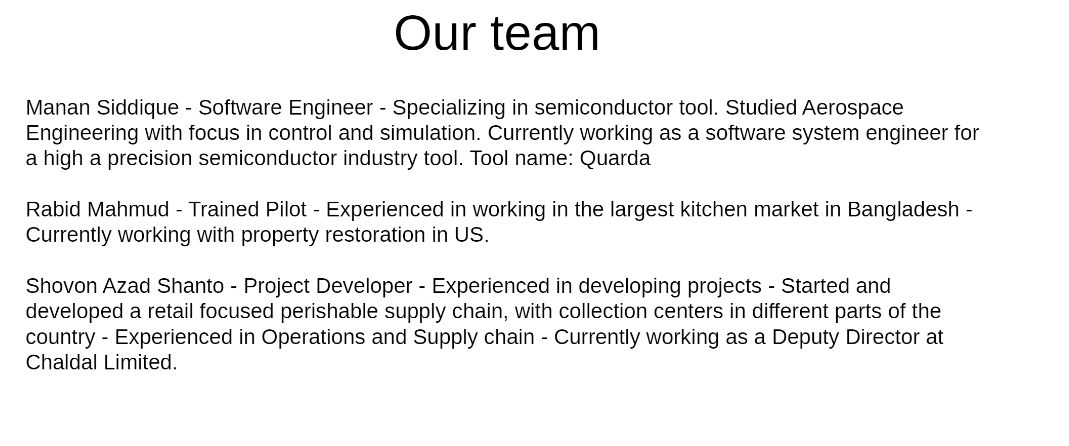 Our team
Manan Siddique - Software Engineer - Specializing in semiconductor tool. Studied Aerospace
Engineering with focus in control and simulation. Currently working as a software system engineer for
a high a precision semiconductor industry tool. Tool name: Quarda
Rabid Mahmud - Trained Pilot - Experienced in working in the largest kitchen market in Bangladesh -
Currently working with property restoration in US.
Shovon Azad Shanto - Project Developer - Experienced in developing projects - Started and
developed a retail focused perishable supply chain, with collection centers in different parts of the
country - Experienced in Operations and Supply chain - Currently working as a Deputy Director at
Chaldal Limited.